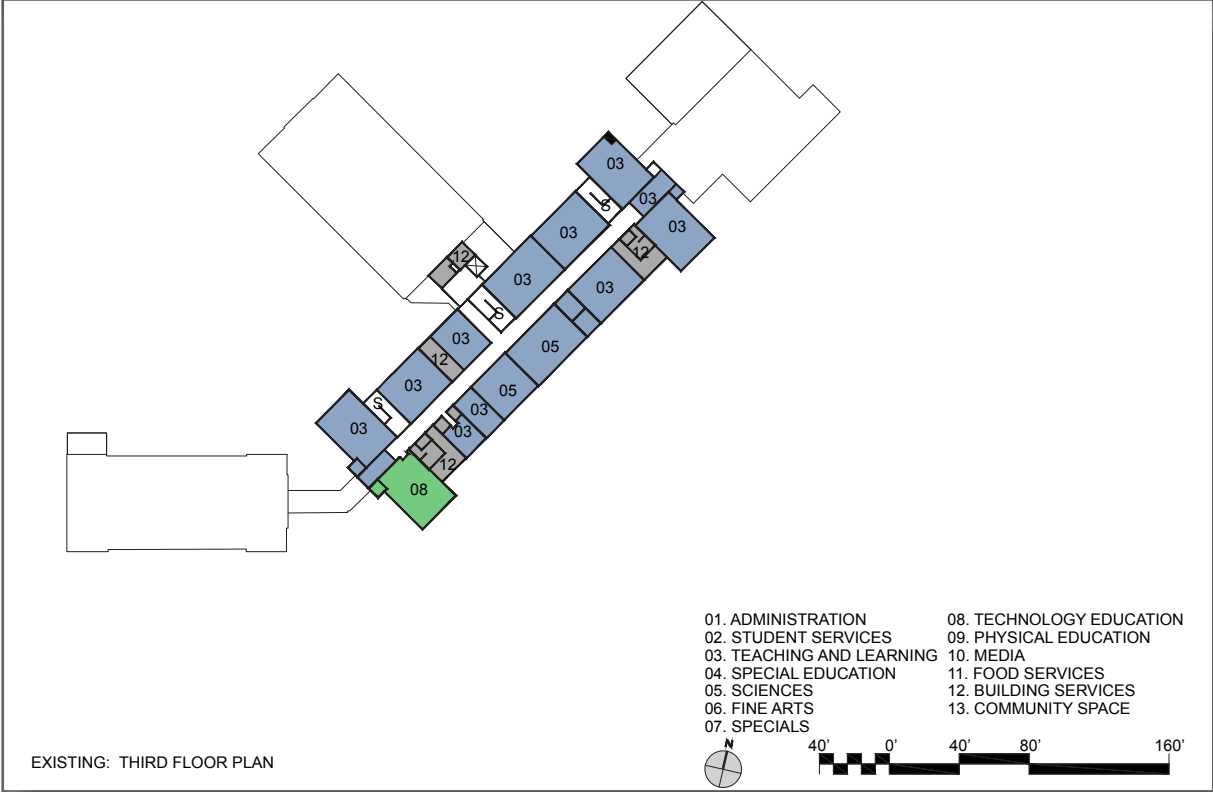 03
03
03
S
03
12
03
12
03
S
03
05
03
12
03
05
S
03
03
03
12
08
01. ADMINISTRATION
02. STUDENT SERVICES
03. TEACHING AND LEARNING
04. SPECIAL EDUCATION
05. SCIENCES
06. FINE ARTS
07. SPECIALS
08. TECHNOLOGY EDUCATION
09. PHYSICAL EDUCATION
10. MEDIA
11. FOOD SERVICES
12. BUILDING SERVICES
13. COMMUNITY SPACE
N
40' 0' 40' 80' 160'
EXISTING: THIRD FLOOR PLAN